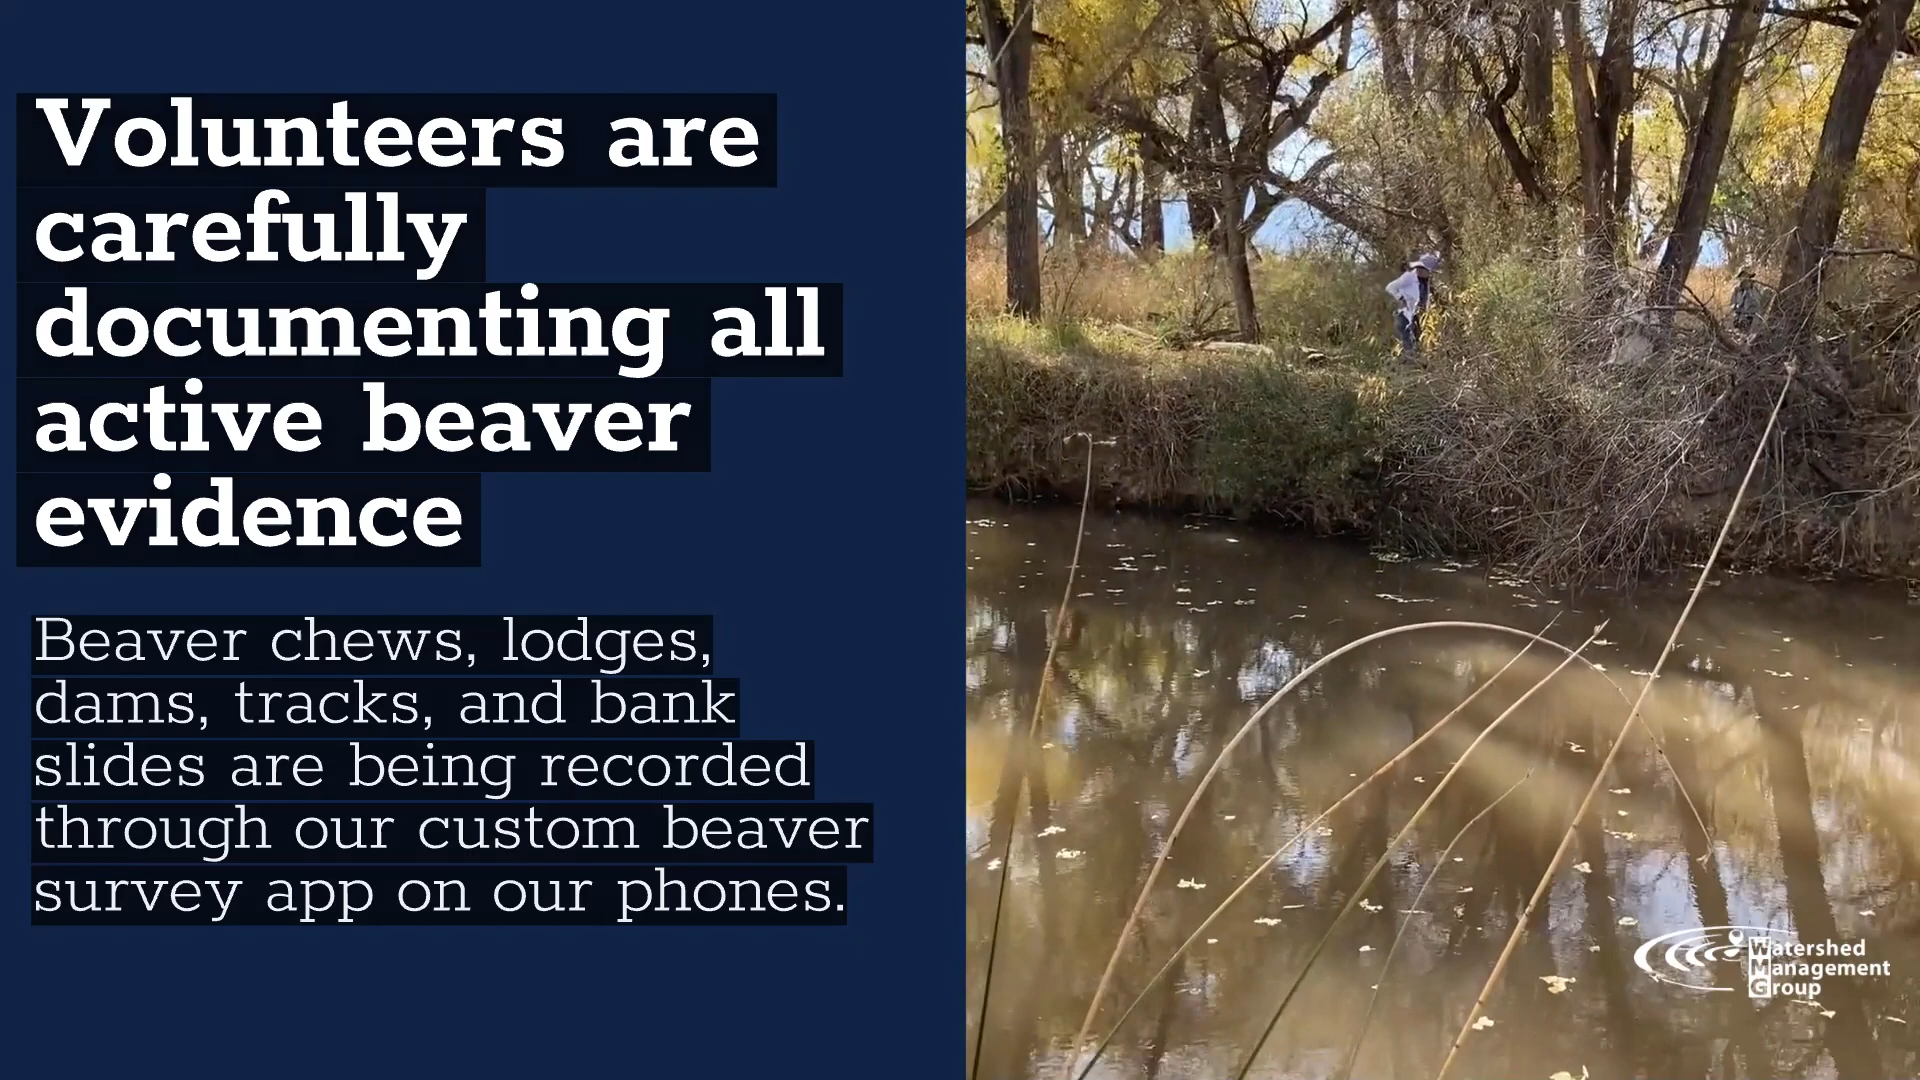 Volunteers are
carefully
documenting all
active beaver
evidence
Beaver chews, lodges,
dams, tracks, and bank
slides are being recorded
through our custom beaver
survey app on our phones.
Watershed
Management
Group